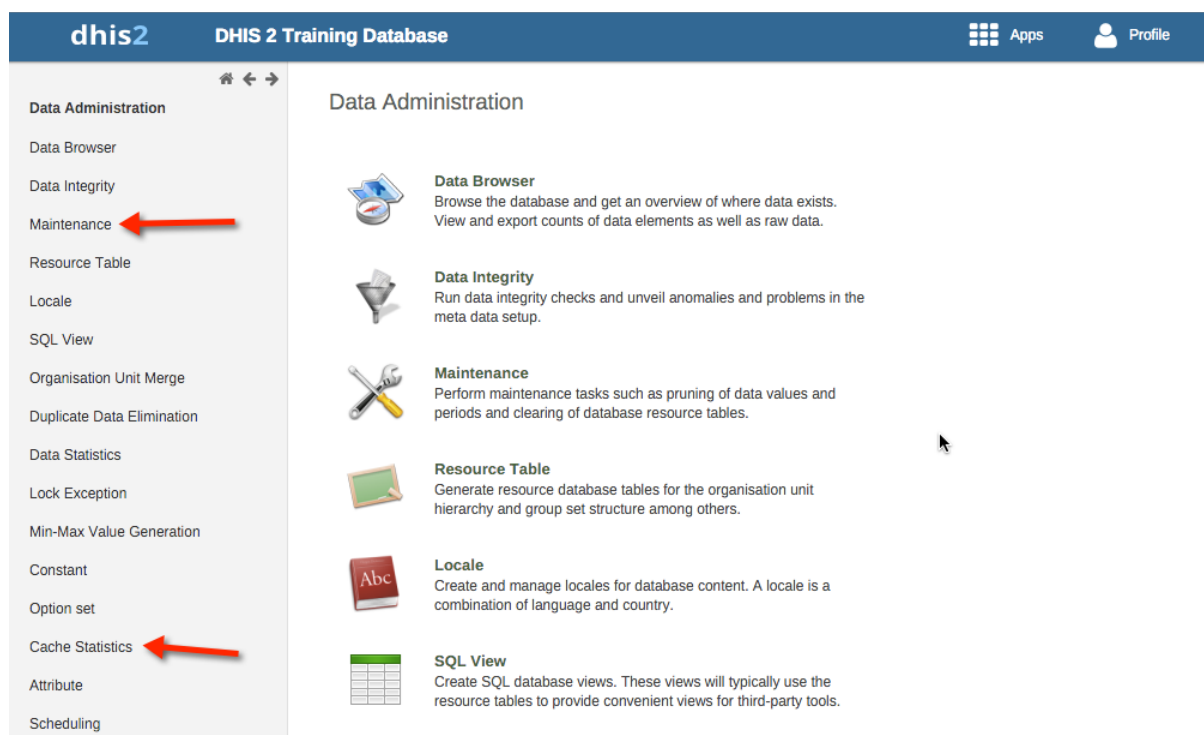 dhis2
DHIS 2 Training Database
Apps
Profile
Data Administration
Data Browser
Data Integrity
Maintenance
Resource Table
Locale
SQL View
Organisation Unit Merge
Duplicate Data Elimination
Data Statistics
Lock Exception
Min-Max Value Generation
Constant
Option set
Cache Statistics
Attribute
Scheduling
Data Administration
Data Browser
Browse the database and get an overview of where data exists.
View and export counts of data elements as well as raw data.
Data Integrity
Run data integrity checks and unveil anomalies and problems in the
meta data setup.
Maintenance
Perform maintenance tasks such as pruning of data values and
periods and clearing of database resource tables.
Resource Table
Generate resource database tables for the organisation unit
hierarchy and group set structure among others.
Abc
Locale
Create and manage locales for database content. A locale is a
combination of language and country.
SQL View
Create SQL database views. These views will typically use the
resource tables to provide convenient views for third-party tools.